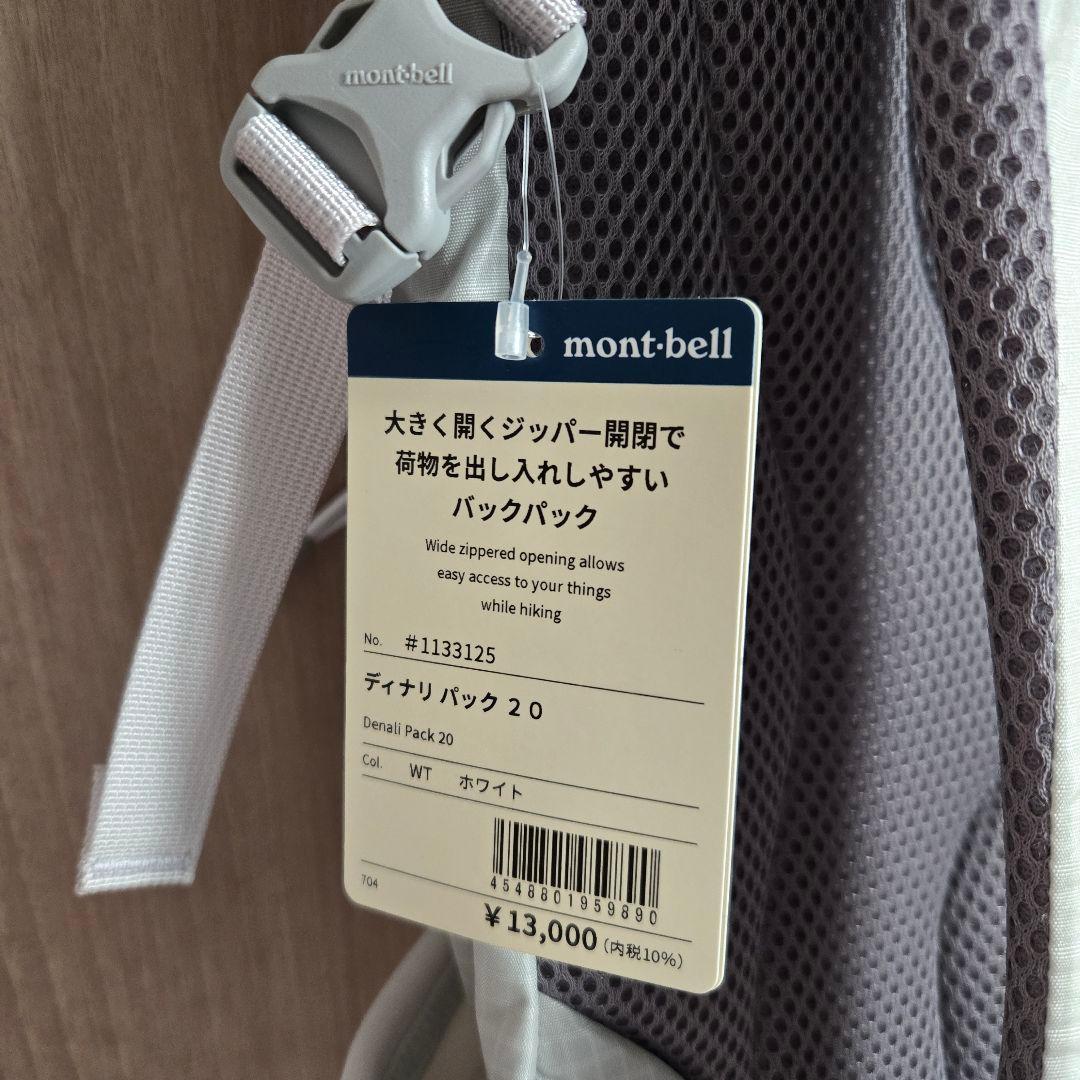 mont-bell
mont-bell
大きく開くジッパー開閉で
荷物を出し入れしやすい
バックパック
Wide zippered opening allows
easy access to your things
while hiking
No. #1133125
ディナリ パック 20
Denali Pack 20
Col. WT ホワイト
4548801959890
704
¥13,000 (内税10%)